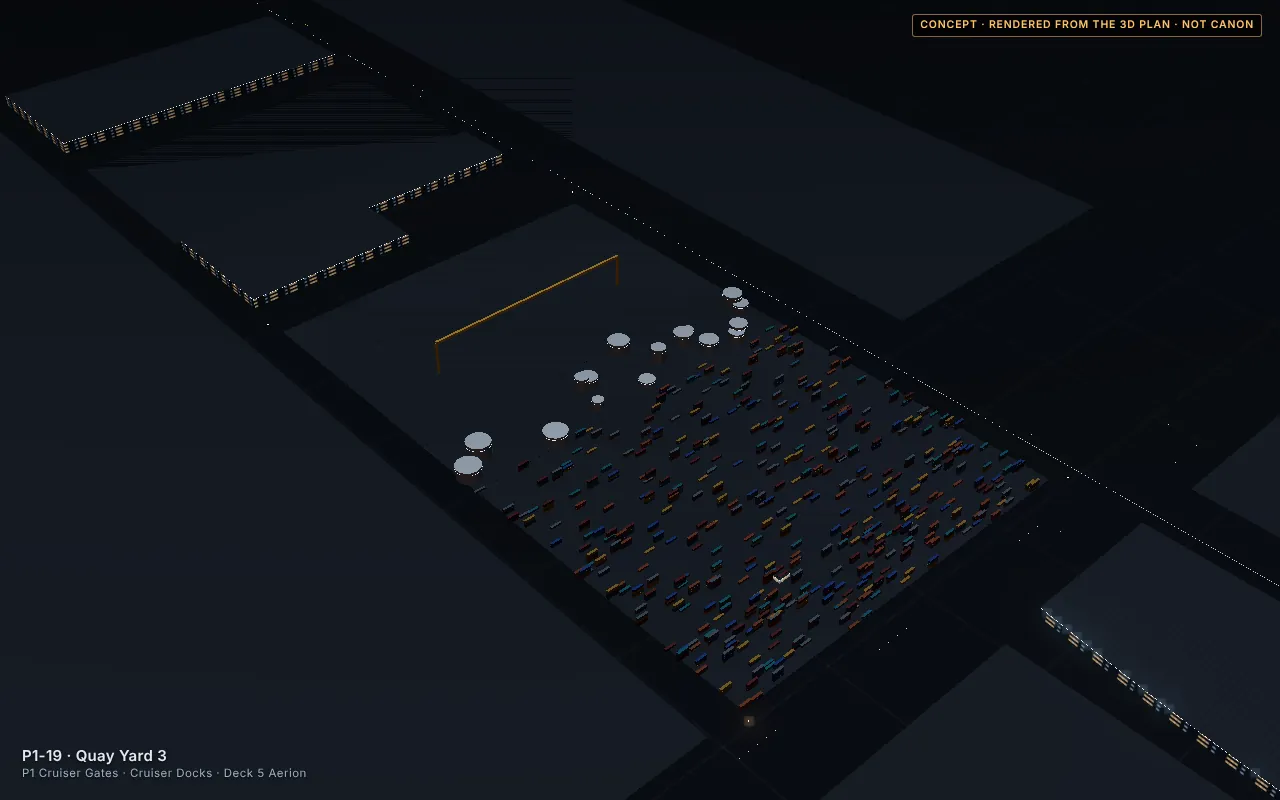 CONCEPT · RENDERED FROM THE 3D PLAN · NOT CANON
P1-19 · Quay Yard 3
P1 Cruiser Gates · Cruiser Docks · Deck 5 Aerion